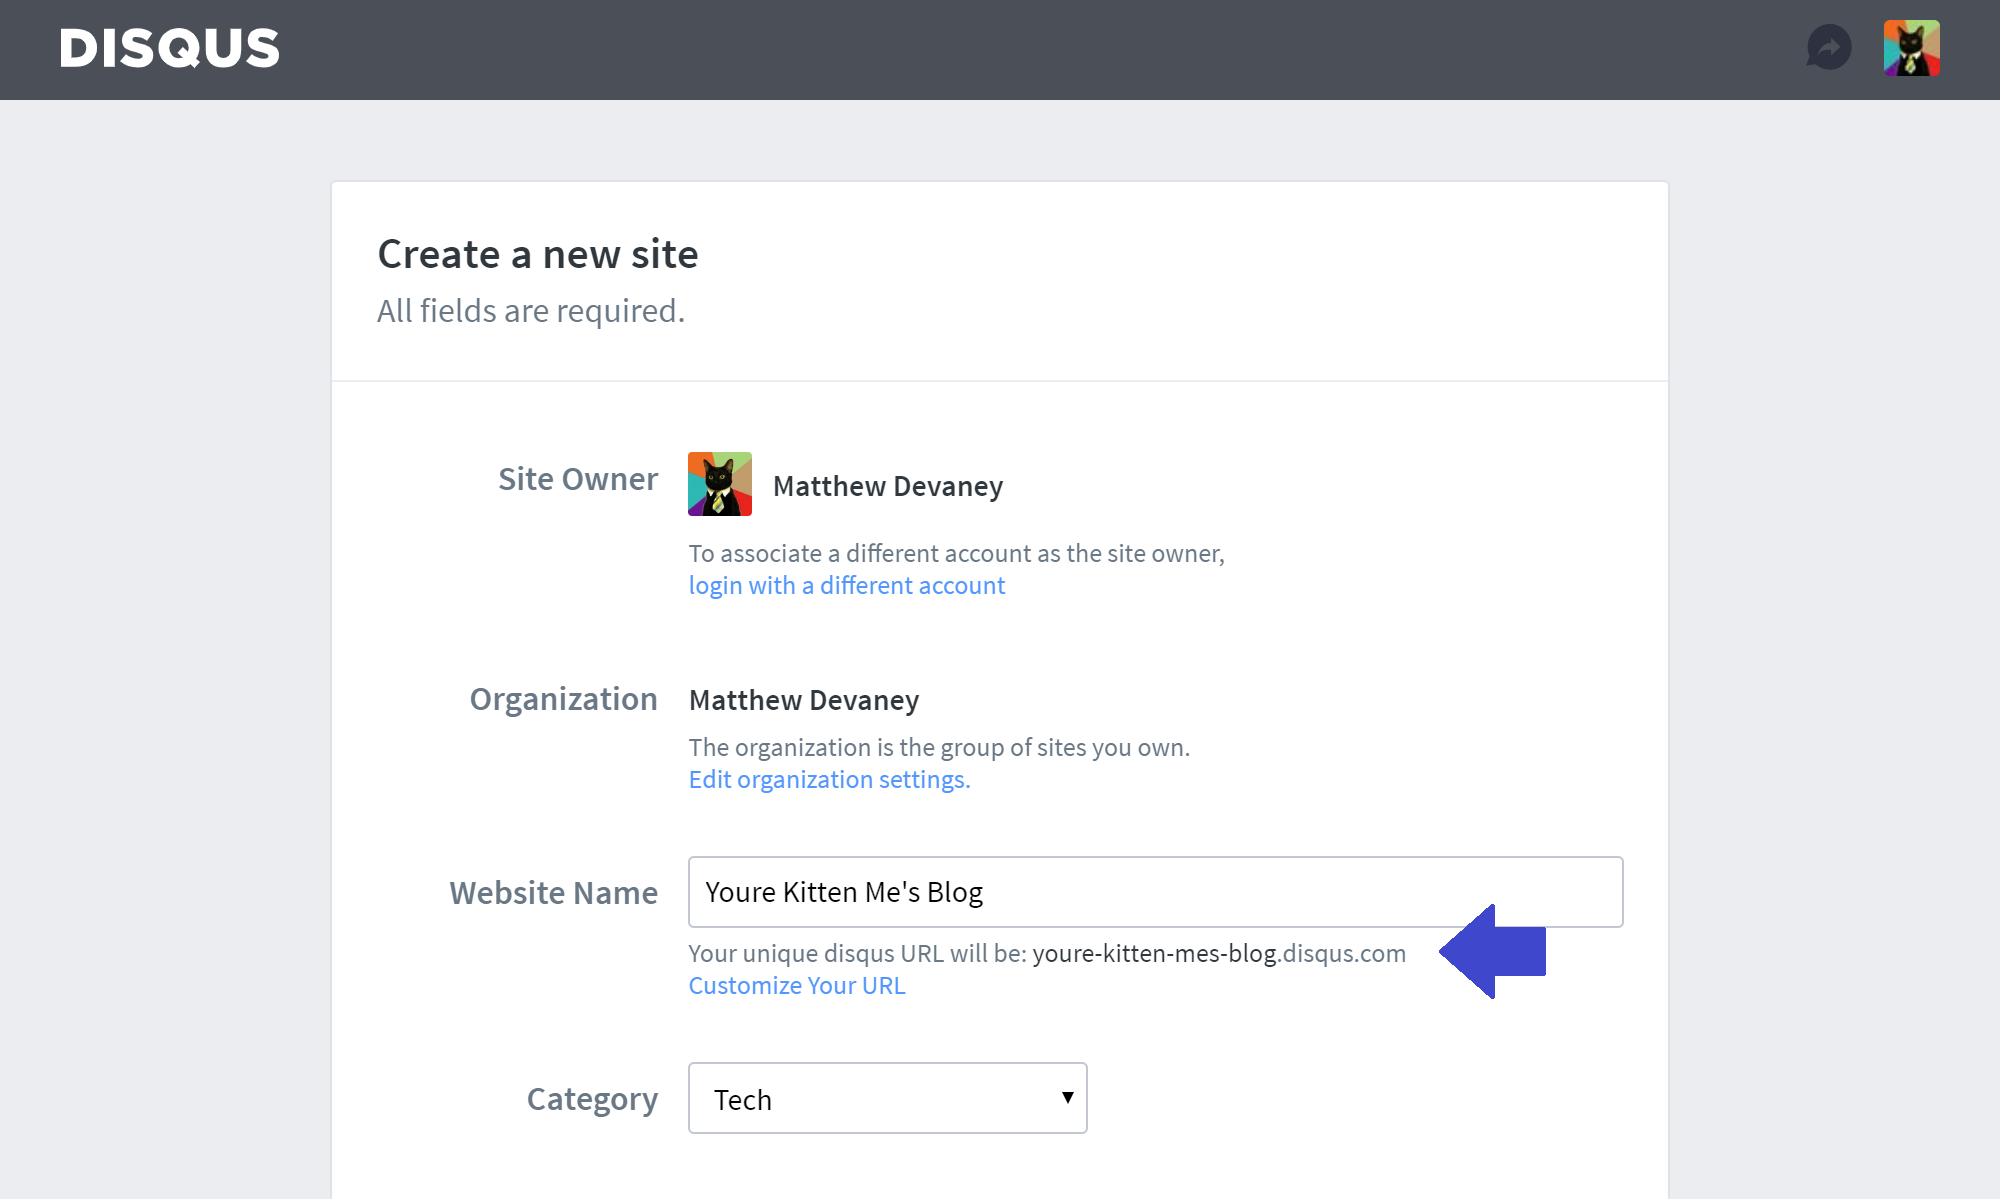 DISQUS
Create a new site
All fields are required.
Site Owner
Matthew Devaney
To associate a different account as the site owner,
login with a different account
Organization
Matthew Devaney
The organization is the group of sites you own.
Edit organization settings.
Website Name
Youre Kitten Me's Blog
Your unique disqus URL will be: youre-kitten-mes-blog.disqus.com
Customize Your URL
Category
Tech